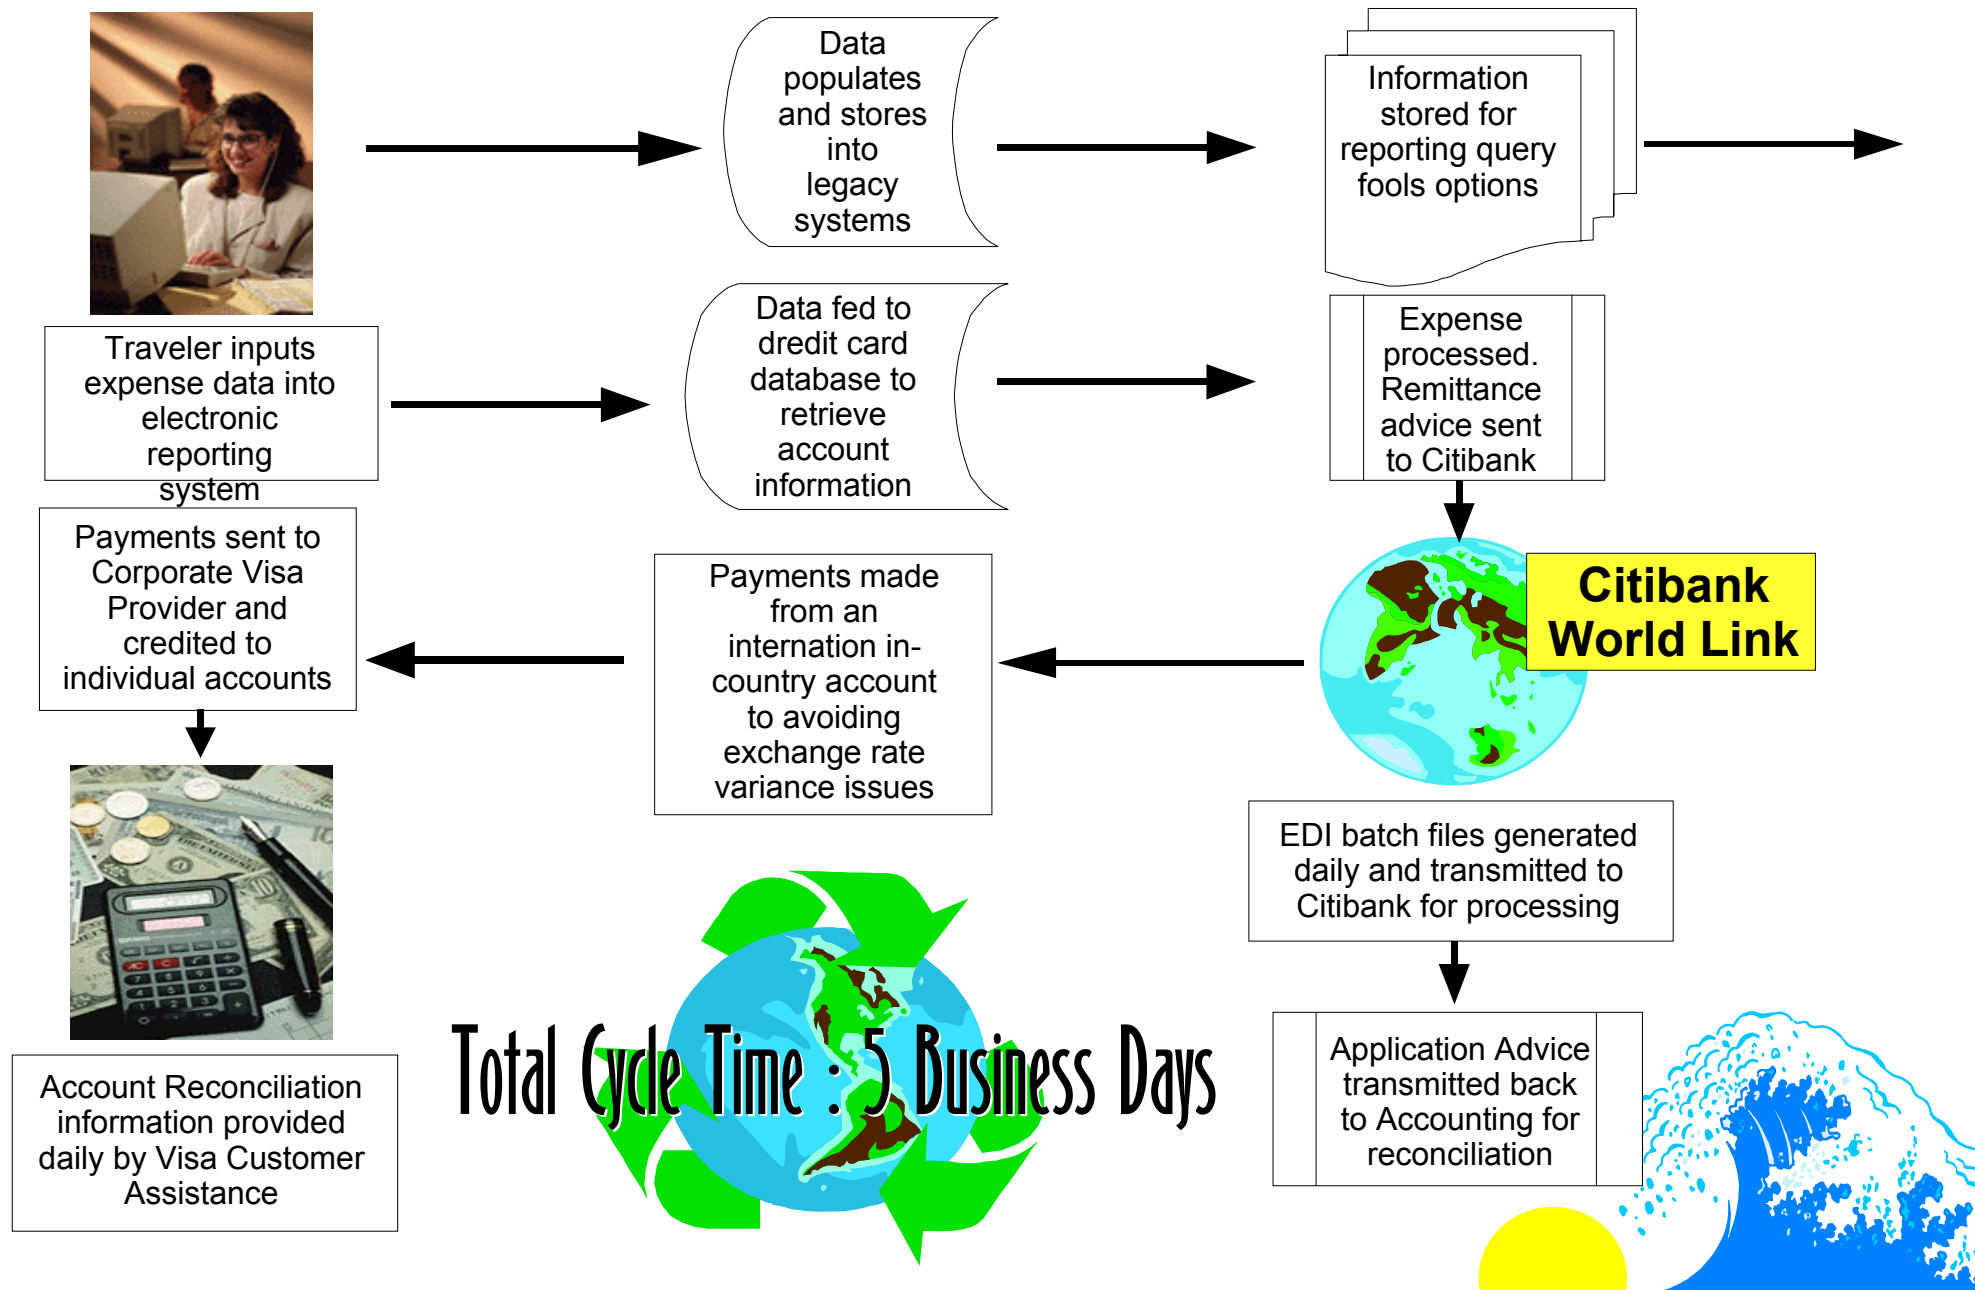 Data
populates
and stores
into
legacy
systems
Information
stored for
reporting query
fools options
Traveler inputs
expense data into
electronic
reporting
system
Data fed to
dredit card
database to
retrieve
account
information
Expense
processed.
Remittance
advice sent
to Citibank
Citibank
World Link
Payments made
from an
internation in-
country account
to avoiding
exchange rate
variance issues
Payments sent to
Corporate Visa
Provider and
credited to
individual accounts
EDI batch files generated
daily and transmitted to
Citibank for processing
Application Advice
transmitted back
to Accounting for
reconciliation
Account Reconciliation
information provided
daily by Visa Customer
Assistance
Total Cycle Time : 5 Business Days